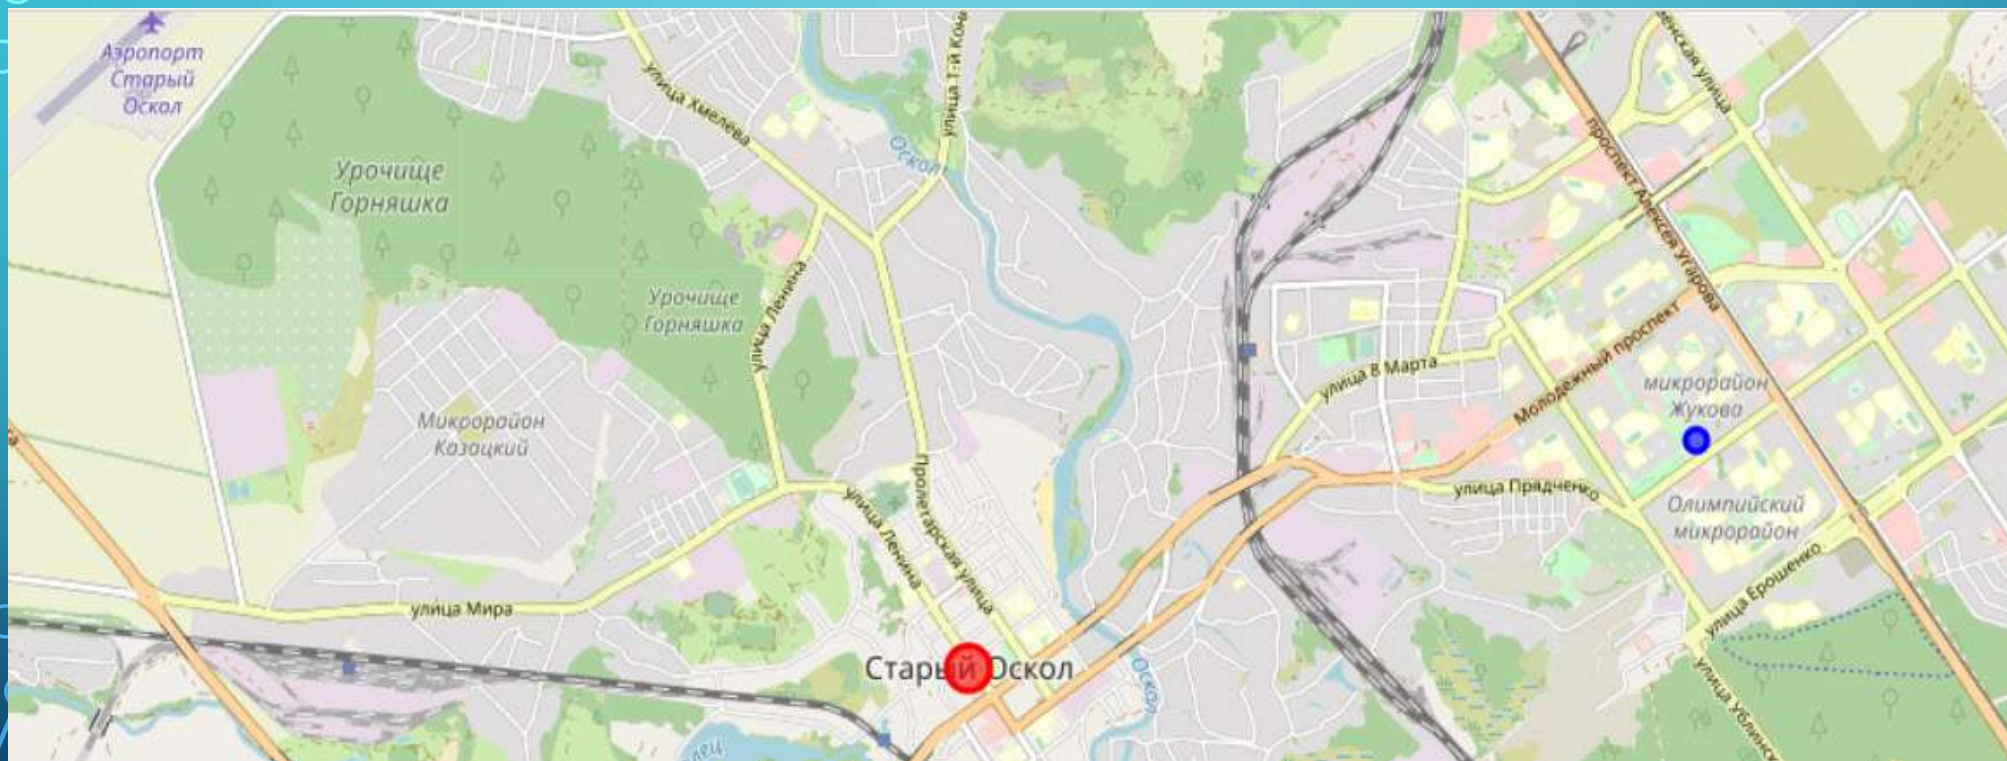 Аэропорт
Старый
Оскол
улица Хмелева
улица 1-й Кон
Оскол
проспект Алексея Угарова
Урочище
Горняшка
Урочище
Горняшка
улица Ленина
Молодёжный проспект
улица 8 Марта
микрорайон
Жукова
Микрорайон
Казацкий
Пролетарская улица
улица Ленина
улица Прядченко
Олимпийский
микрорайон
улица Ерошенко
улица Мира
Старый Оскол
Оскол